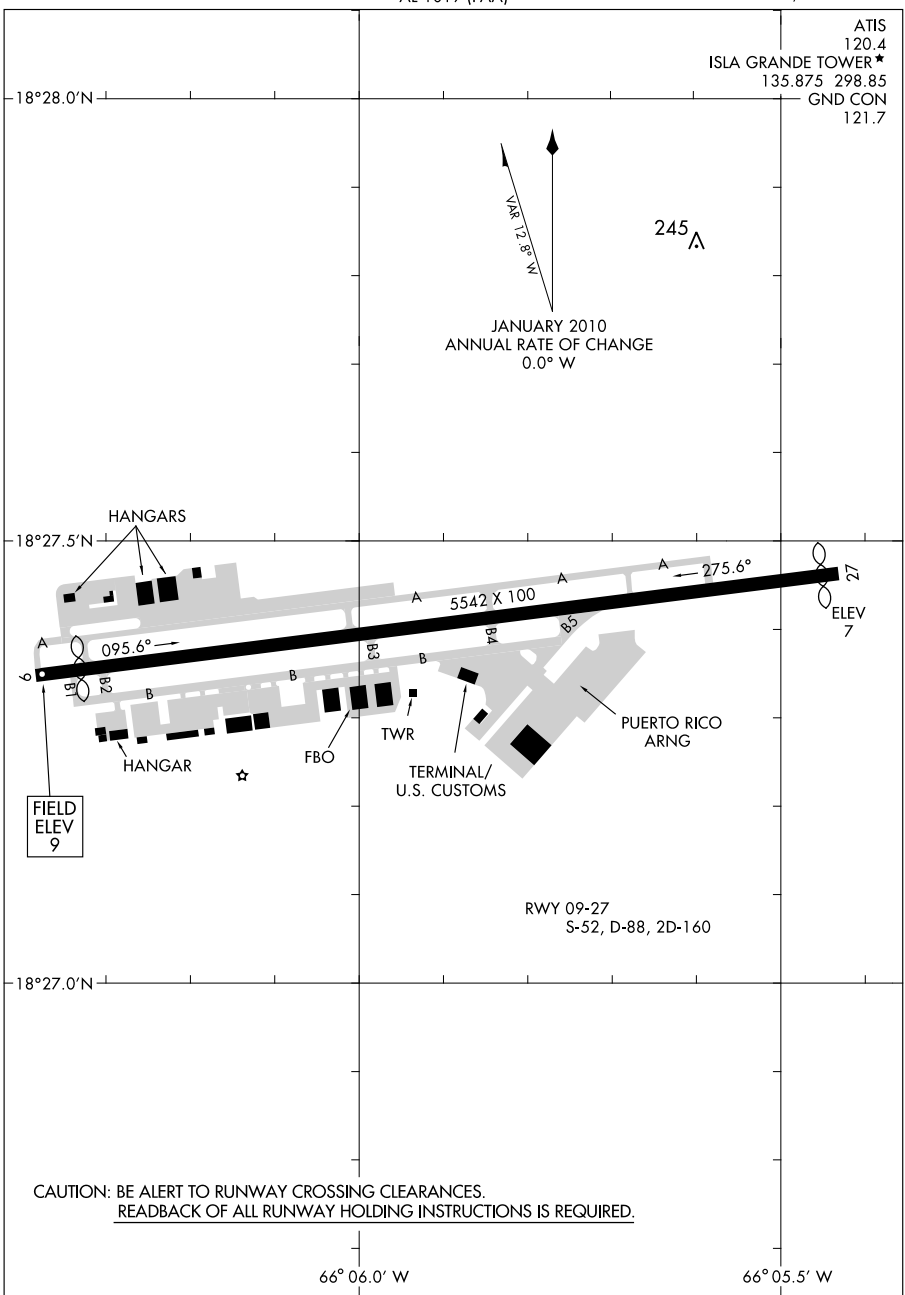 ATIS
120.4
ISLA GRANDE TOWER★
135.875 298.85
GND CON
121.7
18°28.0'N
VAR 12.8° W
245
JANUARY 2010
ANNUAL RATE OF CHANGE
0.0° W
HANGARS
18°27.5'N
A
A
275.6°
27
A
5542 X 100
ELEV
7
A
095.6°
B3
B4
B5
9
B1
B2
B
B
B
PUERTO RICO
ARNG
TWR
FBO
HANGAR
TERMINAL/
U.S. CUSTOMS
FIELD
ELEV
9
RWY 09-27
S-52, D-88, 2D-160
18°27.0'N
CAUTION: BE ALERT TO RUNWAY CROSSING CLEARANCES.
READBACK OF ALL RUNWAY HOLDING INSTRUCTIONS IS REQUIRED.
66° 06.0' W
66° 05.5' W